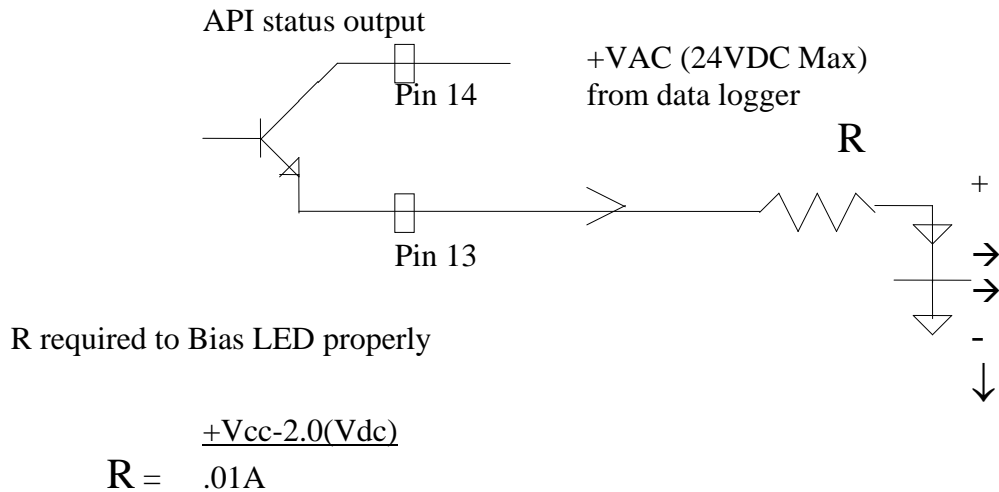 API status output
+VAC (24VDC Max)
from data logger
Pin 14
R
+
Pin 13
→
→
-
↓
R required to Bias LED properly
+Vcc-2.0(Vdc)
R = .01A